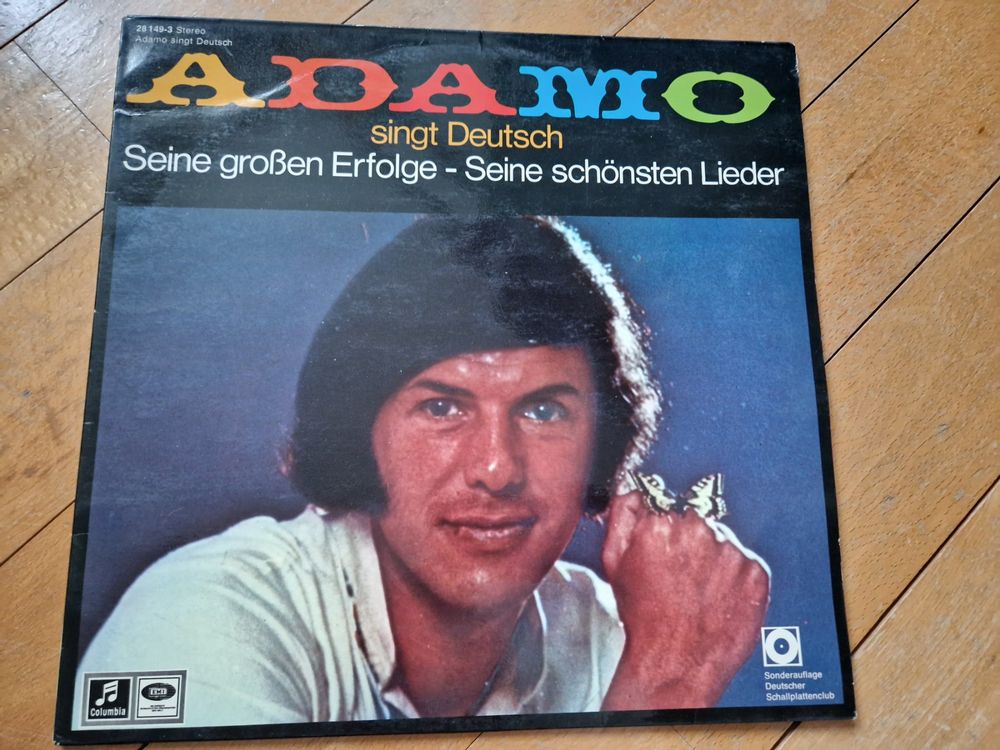 28 149-3 Stereo
Adamo singt Deutsch
ADAMO
singt Deutsch
Seine großen Erfolge - Seine schönsten Lieder
Columbia
EMI
Sonderauflage
Deutscher
Schallplattenclub